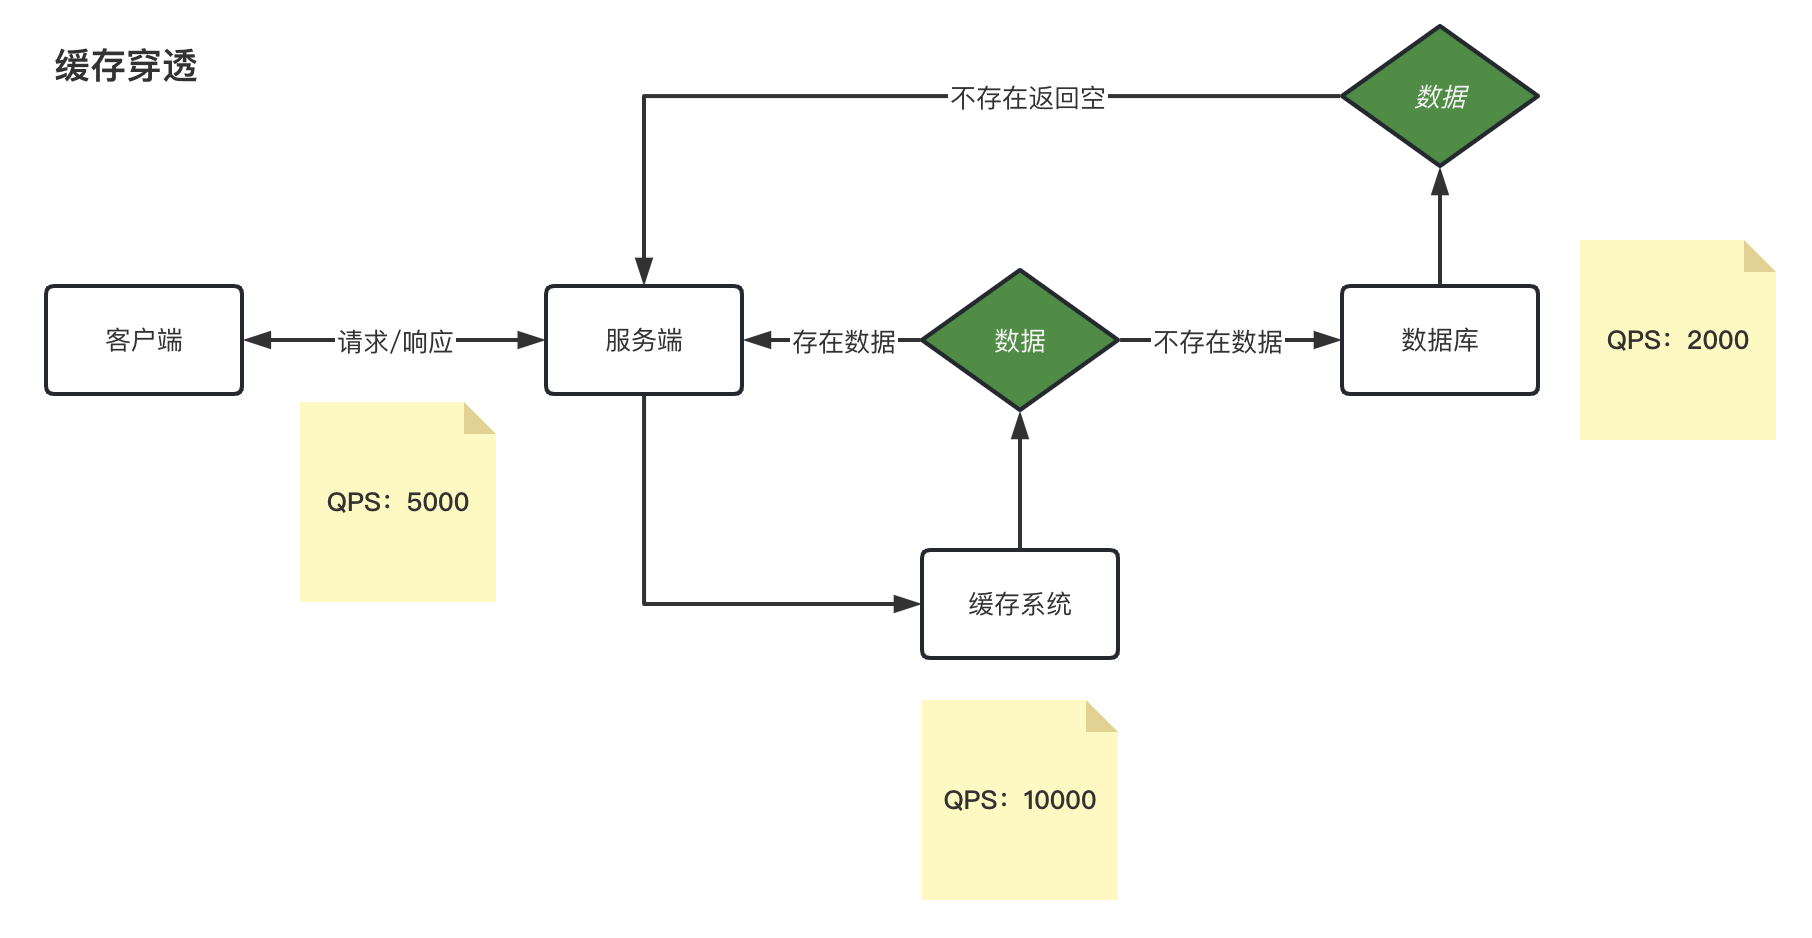 缓存穿透
数据
不存在返回空
客户端
请求/响应
服务端
存在数据
数据
不存在数据
数据库
QPS：2000
QPS：5000
缓存系统
QPS：10000